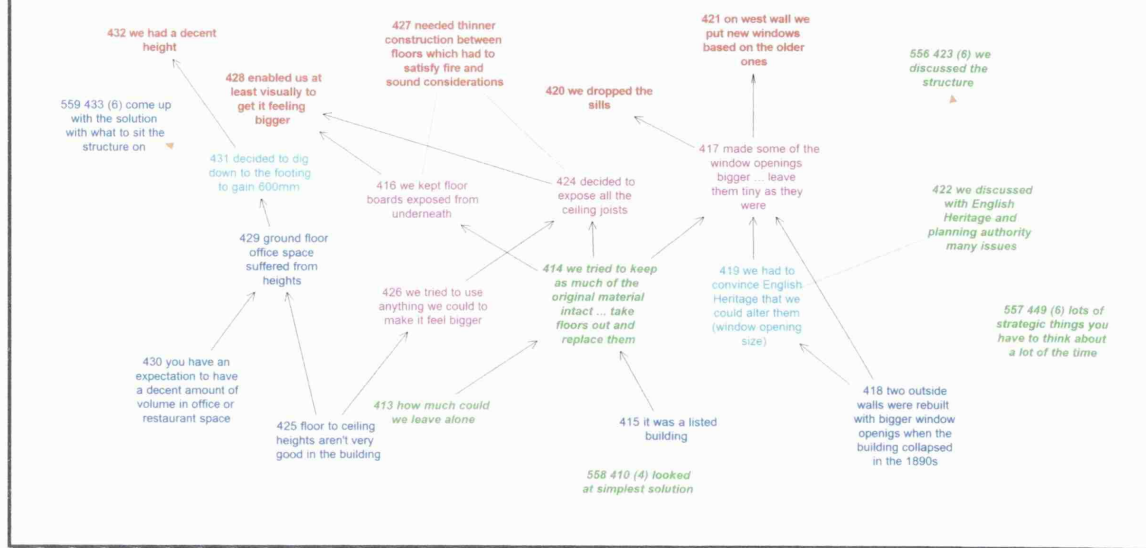 432 we had a decent
height
427 needed thinner
construction between
floors which had to
satisfy fire and
sound considerations
421 on west wall we
put new windows
based on the older
ones
556 423 (6) we
discussed the
structure
428 enabled us at
least visually to
get it feeling
bigger
420 we dropped the
sills
559 433 (6) come up
with the solution
with what to sit the
structure on
431 decided to dig
down to the footing
to gain 600mm
416 we kept floor
boards exposed from
underneath
424 decided to
expose all the
ceiling joists
417 made some of the
window openings
bigger ... leave
them tiny as they
were
422 we discussed
with English
Heritage and
planning authority
many issues
429 ground floor
office space
suffered from
heights
426 we tried to use
anything we could to
make it feel bigger
414 we tried to keep
as much of the
original material
intact ... take
floors out and
replace them
419 we had to
convince English
Heritage that we
could alter them
(window opening
size)
557 449 (6) lots of
strategic things you
have to think about
a lot of the time
430 you have an
expectation to have
a decent amount of
volume in office or
restaurant space
425 floor to ceiling
heights aren't very
good in the building
413 how much could
we leave alone
415 it was a listed
building
418 two outside
walls were rebuilt
with bigger window
openigs when the
building collapsed
in the 1890s
558 410 (4) looked
at simplest solution